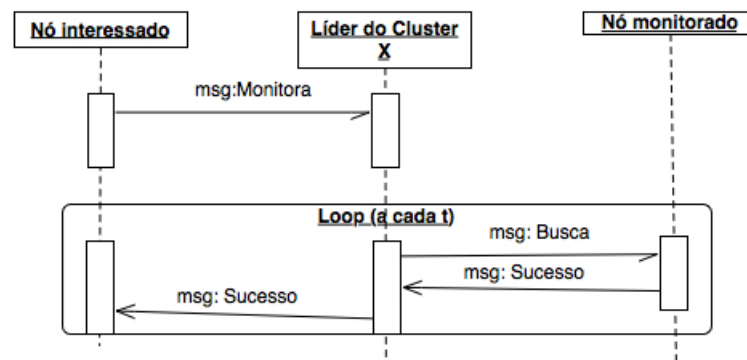 Nó interessado
Líder do Cluster
X
Nó monitorado
msg:Monitora
Loop (a cada t)
msg: Busca
msg: Sucesso
msg: Sucesso